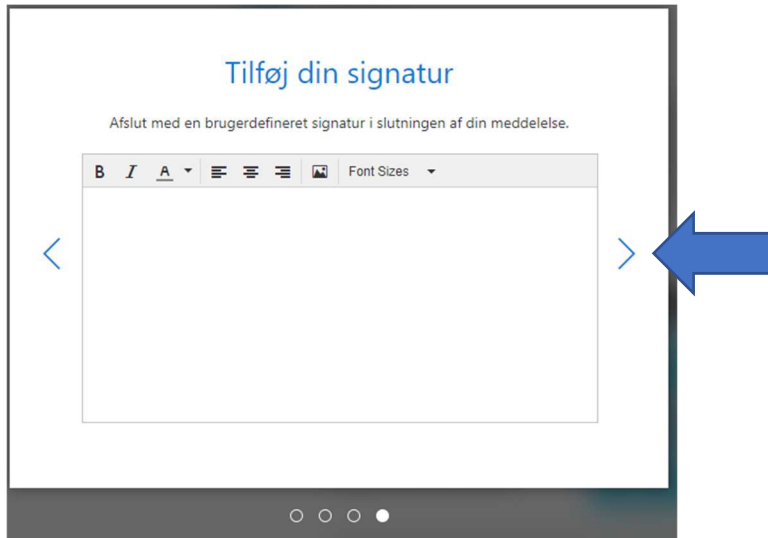 Tilføj din signatur
Afslut med en brugerdefineret signatur i slutningen af din meddelelse.
B I A Font Sizes